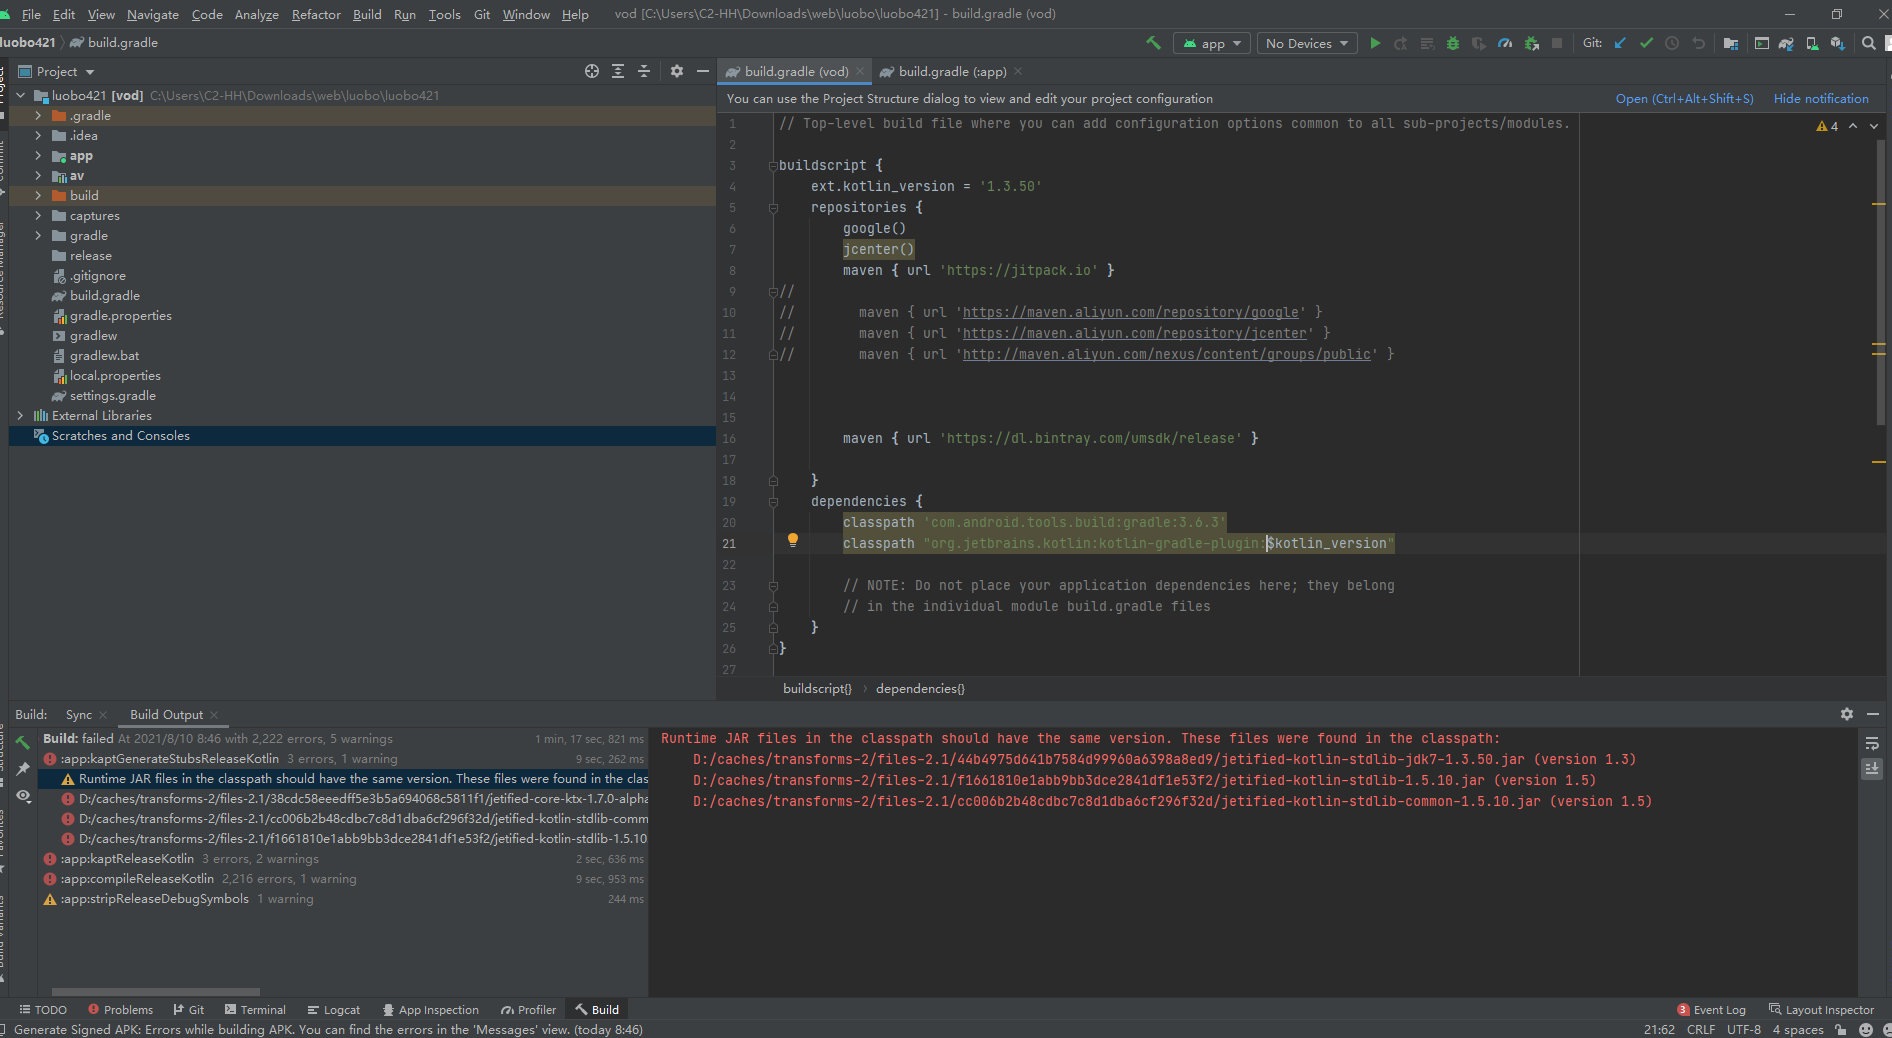 File Edit View Navigate Code Analyze Refactor Build Run Tools Git Window Help vod [C:\Users\C2-HH\Downloads\web\luobo\luobo421] - build.gradle (vod)
luobo421 build.gradle
app No Devices Git:
Project
build.gradle (vod) build.gradle (:app)
You can use the Project Structure dialog to view and edit your project configuration Open (Ctrl+Alt+Shift+S) Hide notification
luobo421 [vod] C:\Users\C2-HH\Downloads\web\luobo\luobo421
.gradle
.idea
app
av
build
captures
gradle
release
.gitignore
build.gradle
gradle.properties
gradlew
gradlew.bat
local.properties
settings.gradle
External Libraries
Scratches and Consoles
4
1 // Top-level build file where you can add configuration options common to all sub-projects/modules.
2
3 buildscript {
4 ext.kotlin_version = '1.3.50'
5 repositories {
6 google()
7 jcenter()
8 maven { url 'https://jitpack.io' }
9 //
10 // maven { url 'https://maven.aliyun.com/repository/google' }
11 // maven { url 'https://maven.aliyun.com/repository/jcenter' }
12 // maven { url 'http://maven.aliyun.com/nexus/content/groups/public' }
13
14
15
16 maven { url 'https://dl.bintray.com/umsdk/release' }
17
18 }
19 dependencies {
20 classpath 'com.android.tools.build:gradle:3.6.3'
21 classpath "org.jetbrains.kotlin:kotlin-gradle-plugin:$kotlin_version"
22
23 // NOTE: Do not place your application dependencies here; they belong
24 // in the individual module build.gradle files
25 }
26 }
27
buildscript{} dependencies{}
Build: Sync Build Output
Build: failed At 2021/8/10 8:46 with 2,222 errors, 5 warnings 1 min, 17 sec, 821 ms
:app:kaptGenerateStubsReleaseKotlin 3 errors, 1 warning 9 sec, 262 ms
Runtime JAR files in the classpath should have the same version. These files were found in the clas
D:/caches/transforms-2/files-2.1/38cdc58eeedff5e3b5a694068c5811f1/jetified-core-ktx-1.7.0-alpha
D:/caches/transforms-2/files-2.1/cc006b2b48cdbc7c8d1dba6cf296f32d/jetified-kotlin-stdlib-comm
D:/caches/transforms-2/files-2.1/f1661810e1abb9bb3dce2841df1e53f2/jetified-kotlin-stdlib-1.5.10
:app:kaptReleaseKotlin 3 errors, 2 warnings 2 sec, 636 ms
:app:compileReleaseKotlin 2,216 errors, 1 warning 9 sec, 953 ms
:app:stripReleaseDebugSymbols 1 warning 244 ms
Runtime JAR files in the classpath should have the same version. These files were found in the classpath:
D:/caches/transforms-2/files-2.1/44b4975d641b7584d99960a6398a8ed9/jetified-kotlin-stdlib-jdk7-1.3.50.jar (version 1.3)
D:/caches/transforms-2/files-2.1/f1661810e1abb9bb3dce2841df1e53f2/jetified-kotlin-stdlib-1.5.10.jar (version 1.5)
D:/caches/transforms-2/files-2.1/cc006b2b48cdbc7c8d1dba6cf296f32d/jetified-kotlin-stdlib-common-1.5.10.jar (version 1.5)
TODO Problems Git Terminal Logcat App Inspection Profiler Build 3 Event Log Layout Inspector
Generate Signed APK: Errors while building APK. You can find the errors in the 'Messages' view. (today 8:46) 21:62 CRLF UTF-8 4 spaces